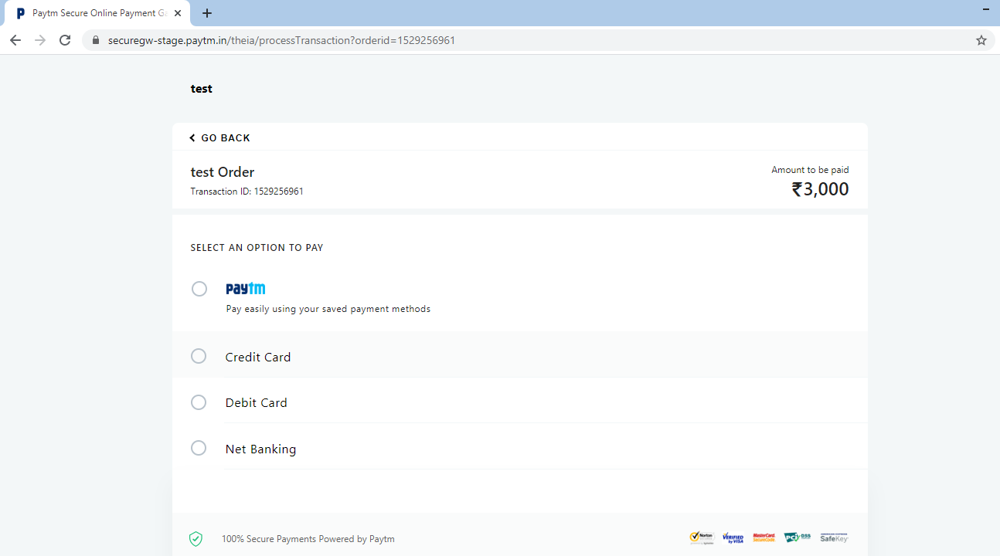 Paytm Secure Online Payment Ga
securegw-stage.paytm.in/theia/processTransaction?orderid=1529256961
test
GO BACK
test Order
Amount to be paid
Transaction ID: 1529256961
₹3,000
SELECT AN OPTION TO PAY
paytm
Pay easily using your saved payment methods
Credit Card
Debit Card
Net Banking
100% Secure Payments Powered by Paytm
Norton
VERIFIED by VISA
MasterCard SecureCode
PCI DSS
SafeKey